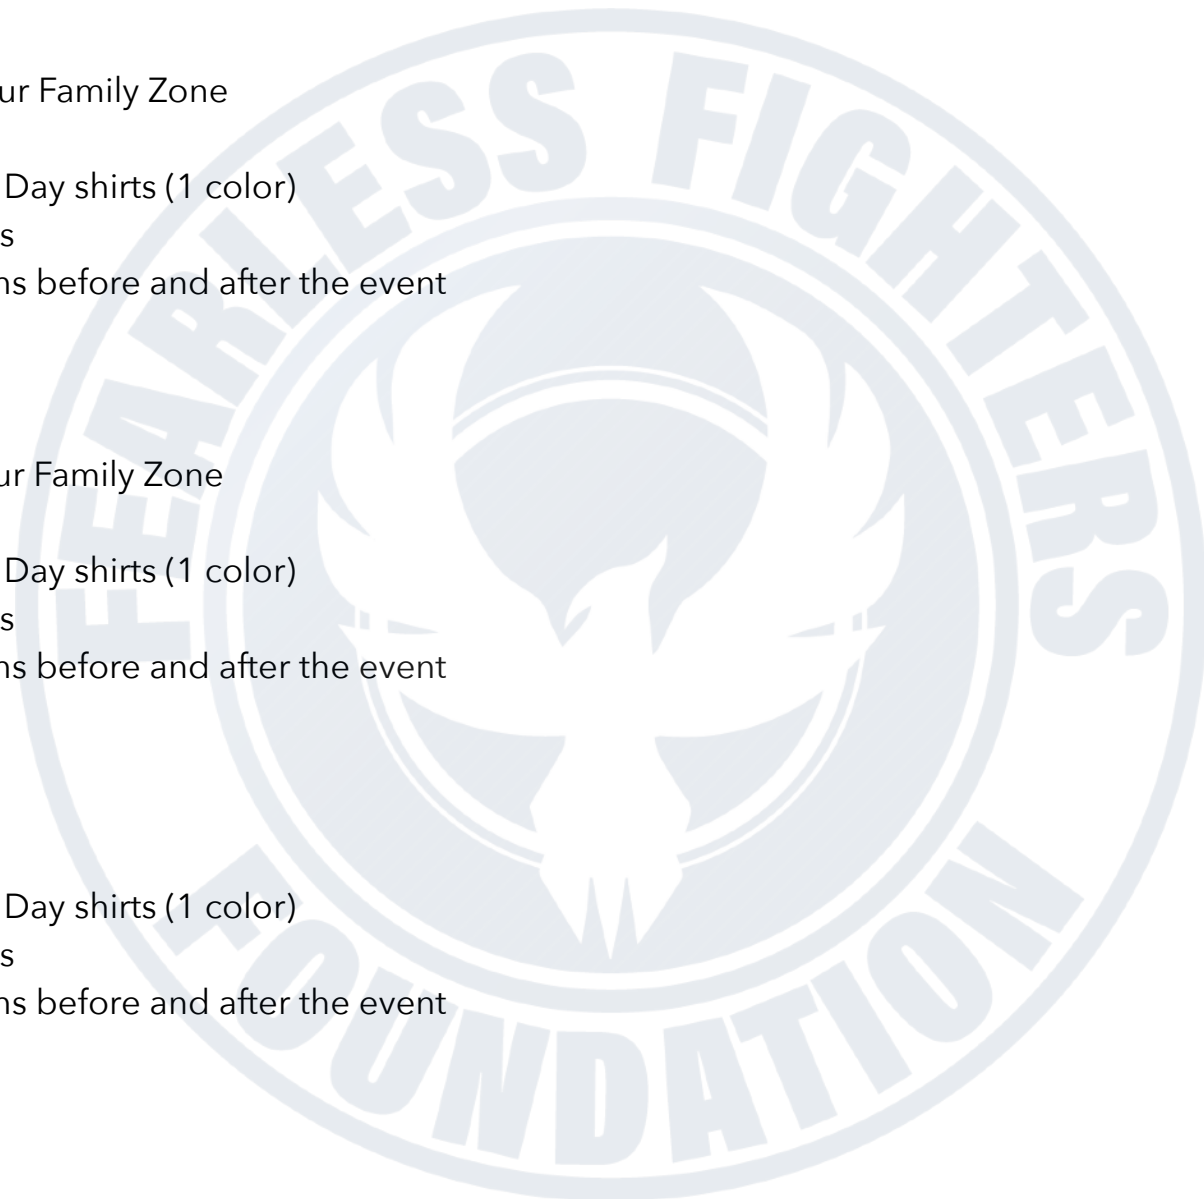 ur Family Zone
Day shirts (1 color)
s
ns before and after the event
ur Family Zone
Day shirts (1 color)
s
ns before and after the event
Day shirts (1 color)
s
ns before and after the event
FEARLESS FIGHTERS
FOUNDATION